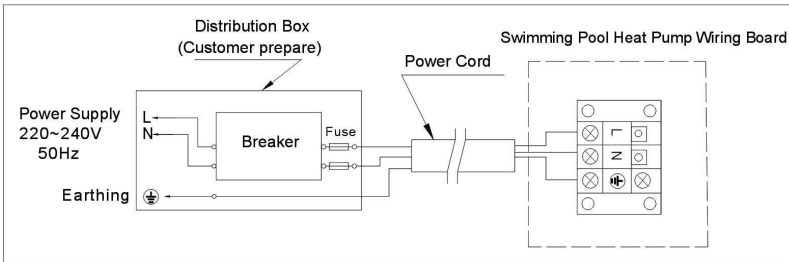 Distribution Box
(Customer prepare)
Swimming Pool Heat Pump Wiring Board
Power Cord
Power Supply
220~240V
50Hz
L
N
Breaker
Fuse
Earthing
L
N